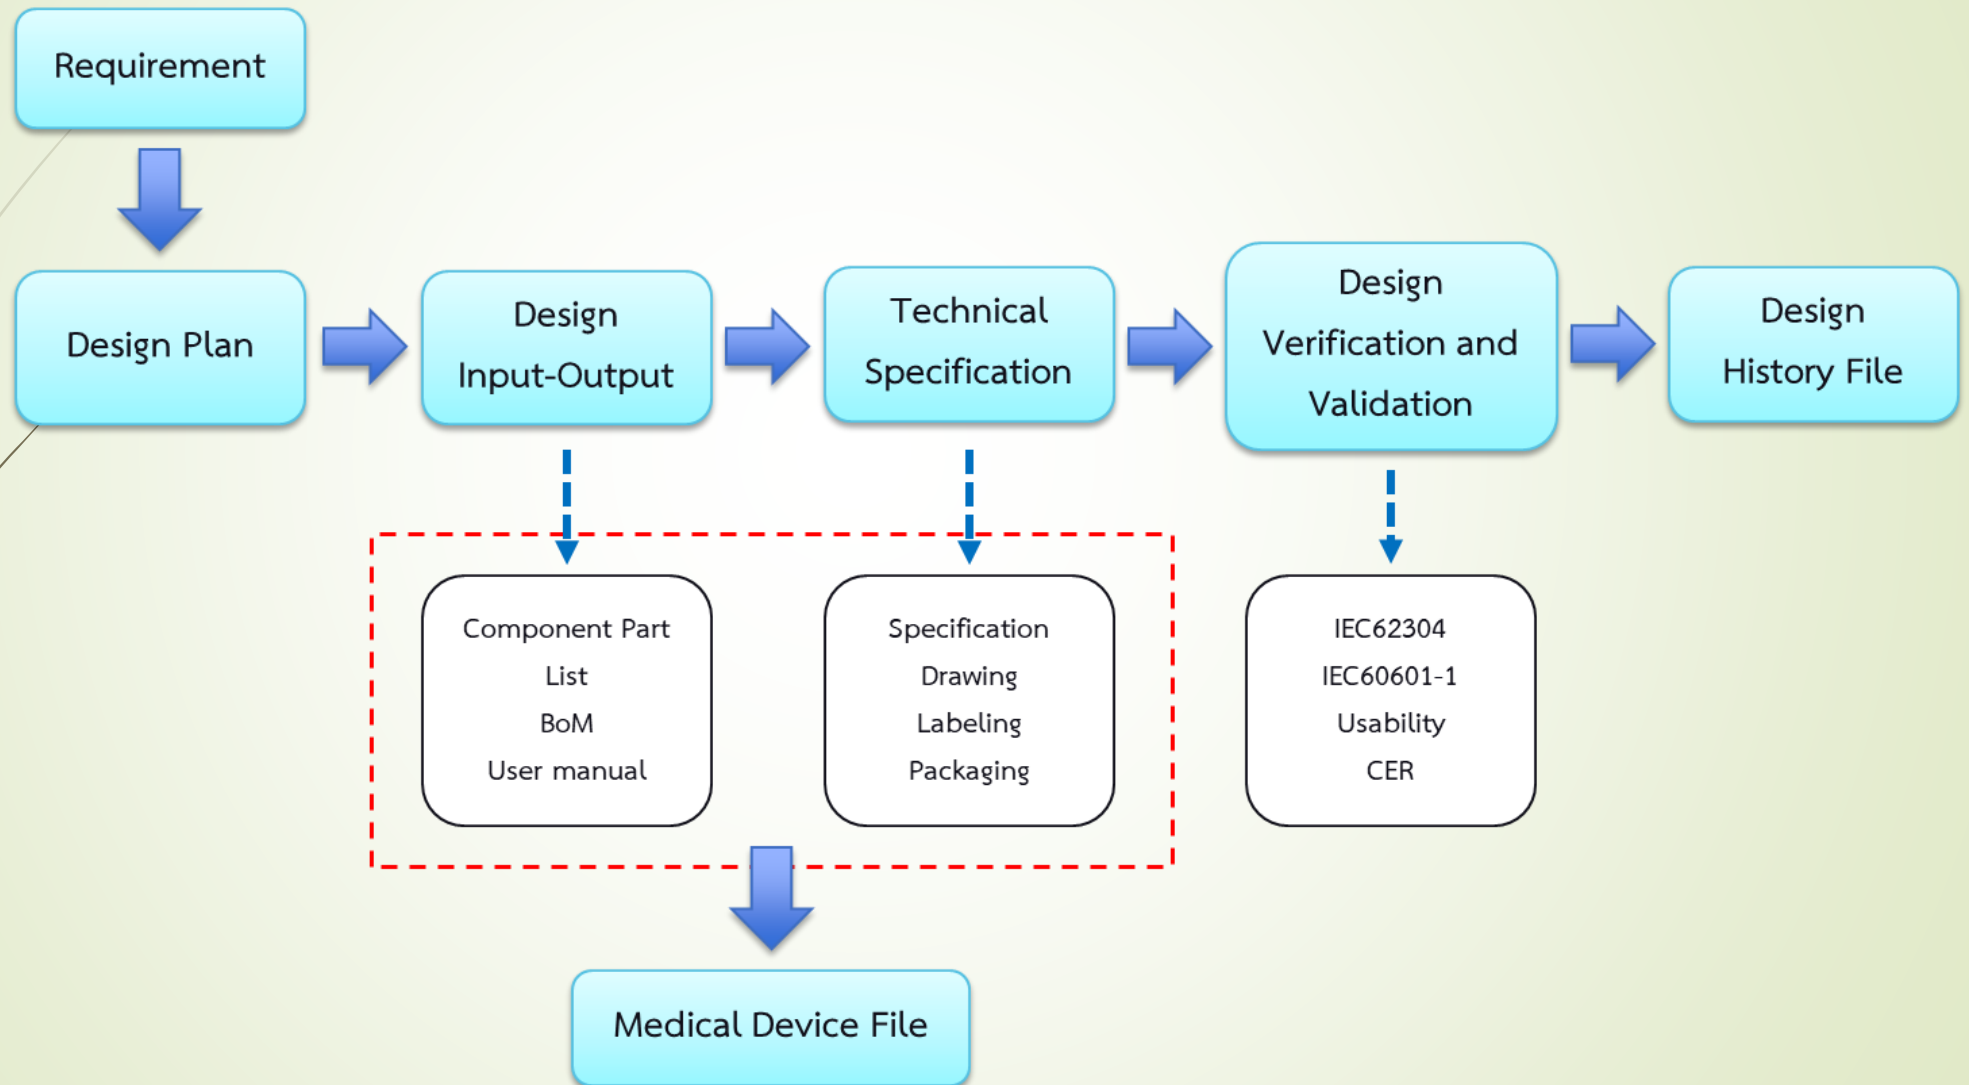 Requirement
Design Plan
Design
Input-Output
Technical
Specification
Design
Verification and
Validation
Design
History File
Component Part
List
BoM
User manual
Specification
Drawing
Labeling
Packaging
IEC62304
IEC60601-1
Usability
CER
Medical Device File